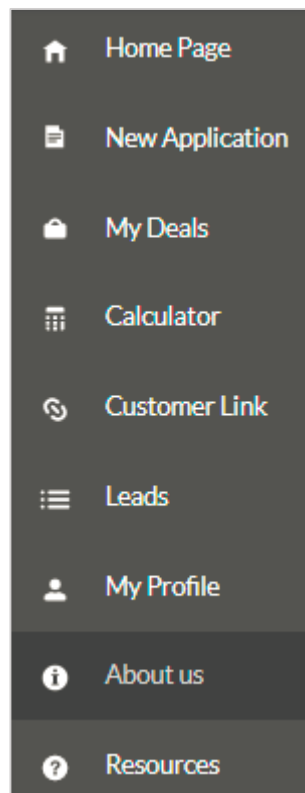 Home Page
New Application
My Deals
Calculator
Customer Link
Leads
My Profile
About us
Resources